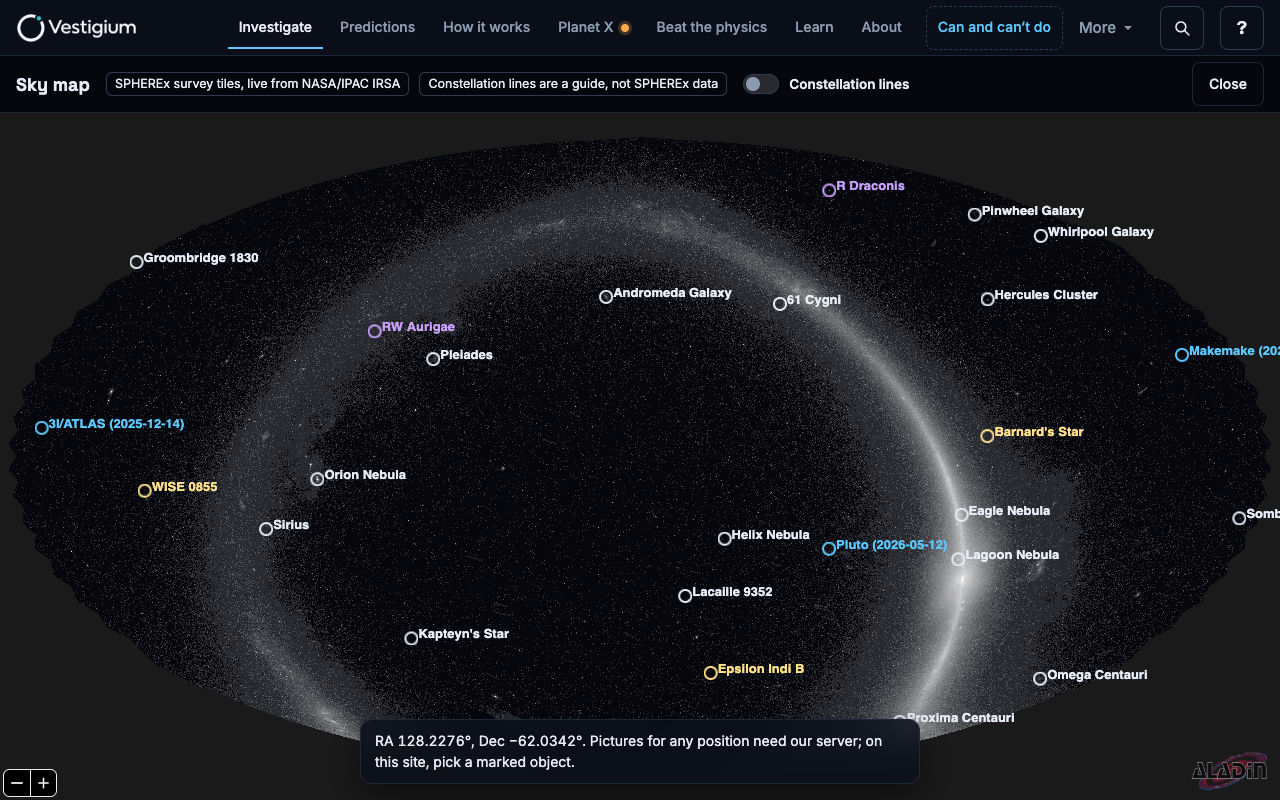 Vestigium
Investigate
Predictions
How it works
Planet X
Beat the physics
Learn
About
Can and can’t do
More
?
Sky map
SPHEREx survey tiles, live from NASA/IPAC IRSA
Constellation lines are a guide, not SPHEREx data
Constellation lines
Close
R Draconis
Pinwheel Galaxy
Whirlpool Galaxy
Groombridge 1830
Andromeda Galaxy
61 Cygni
Hercules Cluster
RW Aurigae
Pleiades
Makemake (202
3I/ATLAS (2025-12-14)
Barnard's Star
Orion Nebula
WISE 0855
Eagle Nebula
Somb
Sirius
Helix Nebula
Pluto (2026-05-12)
Lagoon Nebula
Lacaille 9352
Kapteyn's Star
Epsilon Indi B
Omega Centauri
Proxima Centauri
RA 128.2276°, Dec −62.0342°. Pictures for any position need our server; on
this site, pick a marked object.
− +
ALADIN